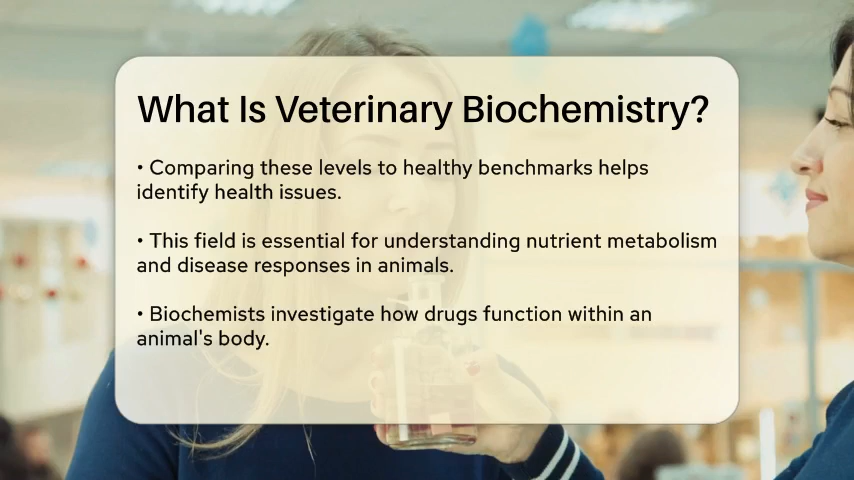 What Is Veterinary Biochemistry?
• Comparing these levels to healthy benchmarks helps
identify health issues.
• This field is essential for understanding nutrient metabolism
and disease responses in animals.
• Biochemists investigate how drugs function within an
animal's body.